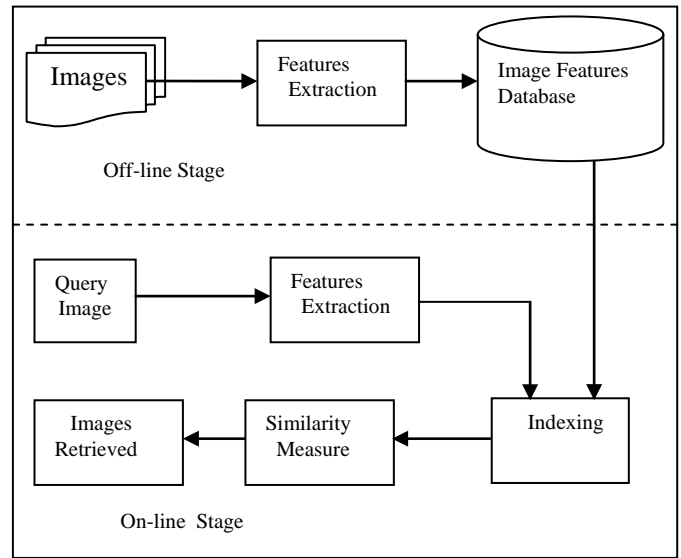 Images
Features
Extraction
Image Features
Database
Off-line Stage
Query
Image
Features
Extraction
Images
Retrieved
Similarity
Measure
Indexing
On-line Stage